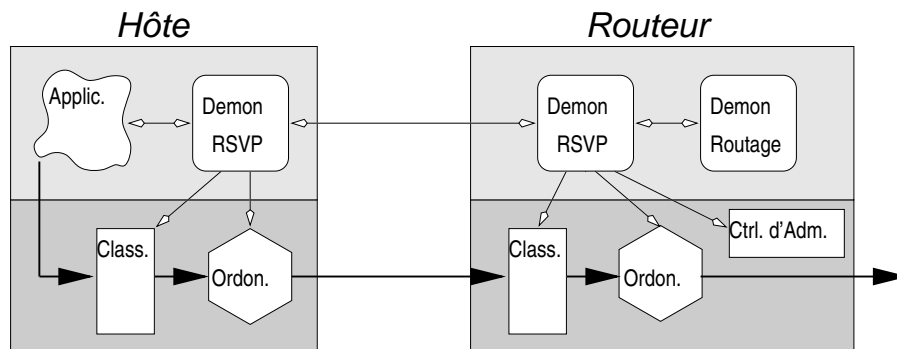 Hôte
Routeur
Applic.
Demon
RSVP
Demon
RSVP
Demon
Routage
Class.
Ordon.
Class.
Ordon.
Ctrl. d'Adm.